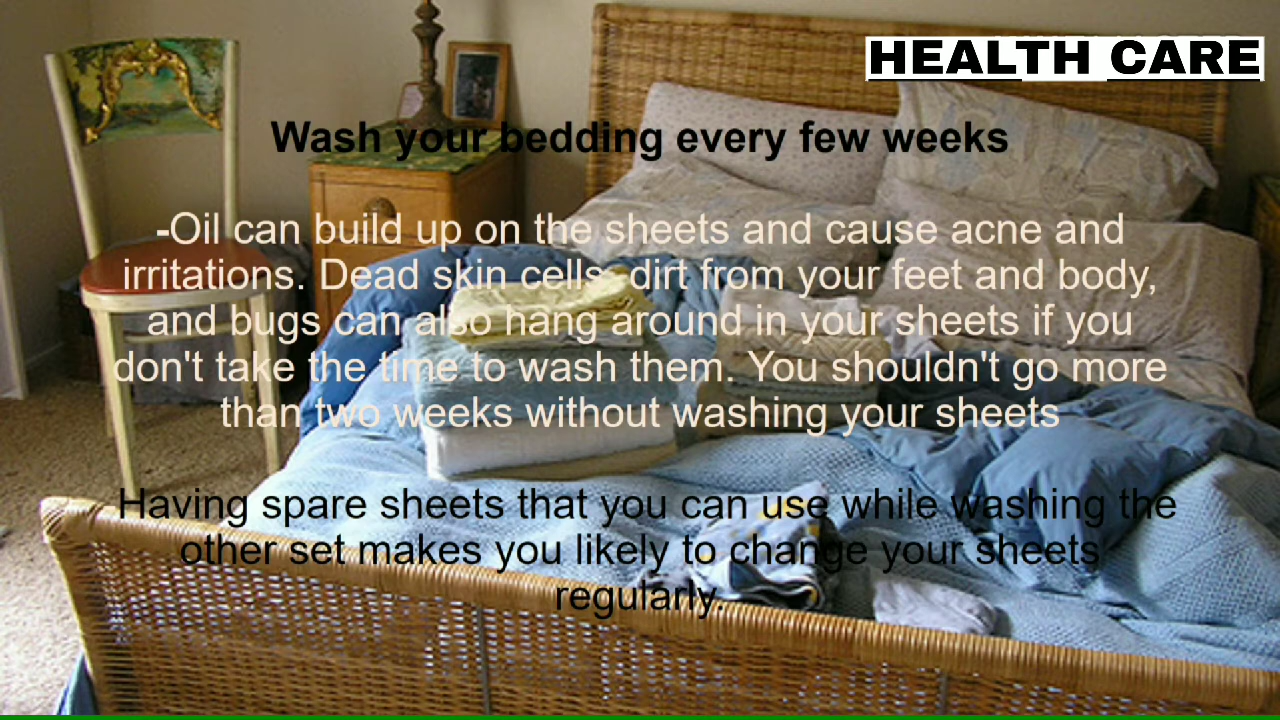 HEALTH CARE
Wash your bedding every few weeks
-Oil can build up on the sheets and cause acne and
irritations. Dead skin cells, dirt from your feet and body,
and bugs can also hang around in your sheets if you
don't take the time to wash them. You shouldn't go more
than two weeks without washing your sheets
Having spare sheets that you can use while washing the
other set makes you likely to change your sheets
regularly.